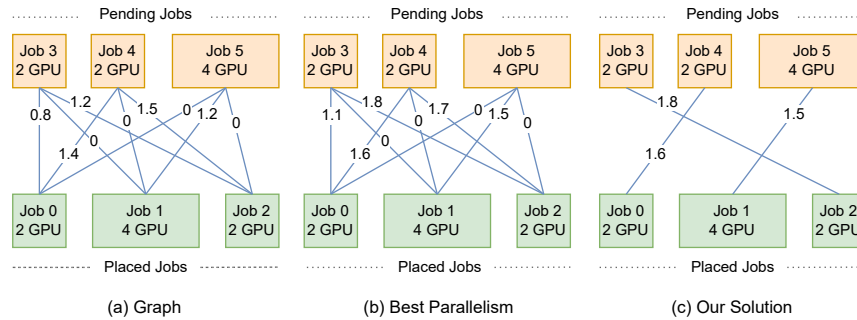 Pending Jobs Pending Jobs Pending Jobs
Job 3 Job 4 Job 5 Job 3 Job 4 Job 5 Job 3 Job 4 Job 5
2 GPU 2 GPU 4 GPU 2 GPU 2 GPU 4 GPU 2 GPU 2 GPU 4 GPU
0.8 1.2 1.5 0 1.1 1.8 1.7 0 1.8
0 1.2 0 0 1.5 0 1.5
1.4 0 1.6 0 1.6
Job 0 Job 1 Job 2 Job 0 Job 1 Job 2 Job 0 Job 1 Job 2
2 GPU 4 GPU 2 GPU 2 GPU 4 GPU 2 GPU 2 GPU 4 GPU 2 GPU
Placed Jobs Placed Jobs Placed Jobs
(a) Graph (b) Best Parallelism (c) Our Solution